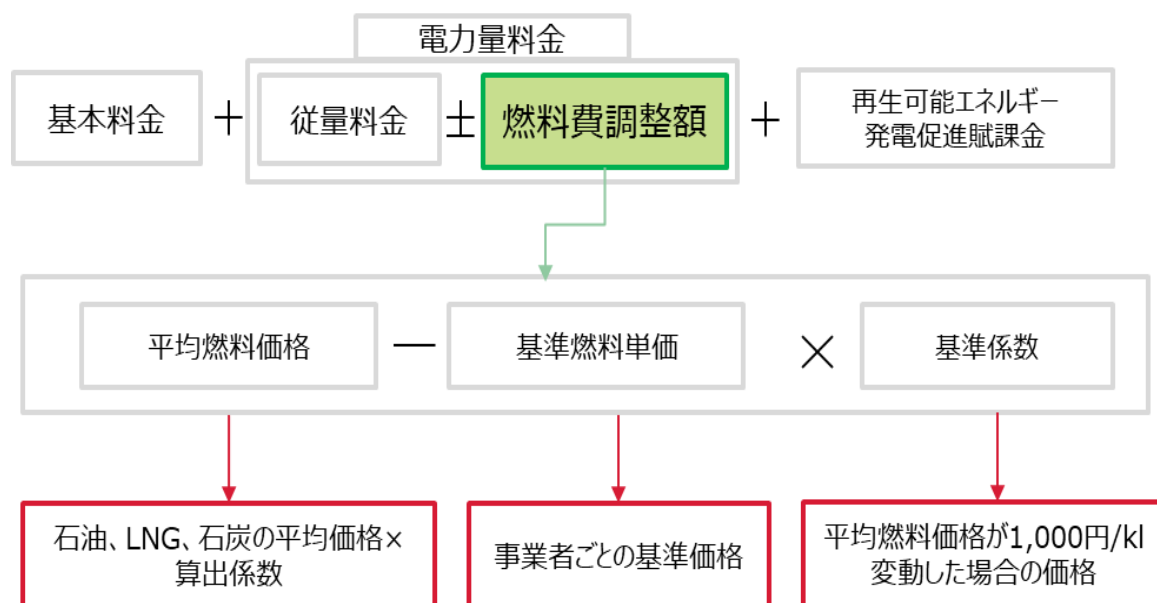 電力量料金
基本料金 + 従量料金 ± 燃料費調整額 + 再生可能エネルギー
発電促進賦課金
平均燃料価格 — 基準燃料単価 × 基準係数
石油、LNG、石炭の平均価格×
算出係数
事業者ごとの基準価格
平均燃料価格が1,000円/kl
変動した場合の価格